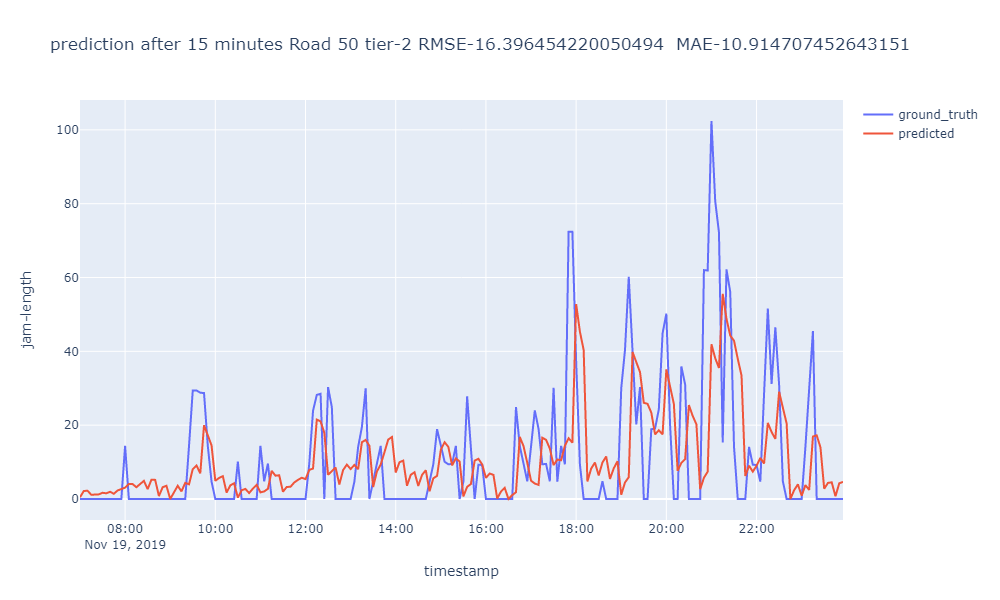 prediction after 15 minutes Road 50 tier-2 RMSE-16.396454220050494  MAE-10.914707452643151
ground_truth
predicted
jam-length
100
80
60
40
20
0
08:00 10:00 12:00 14:00 16:00 18:00 20:00 22:00
Nov 19, 2019
timestamp